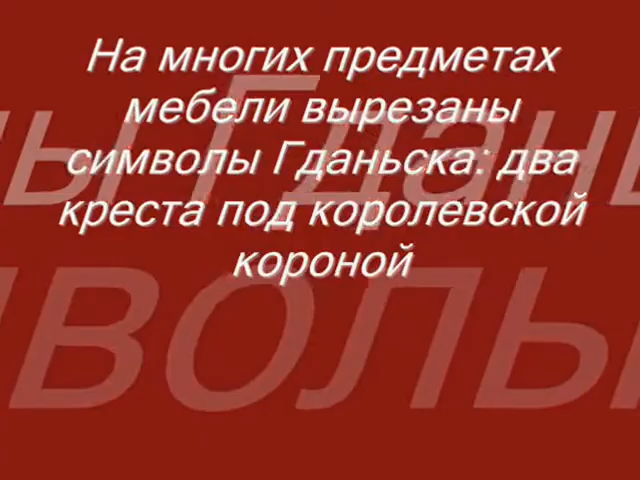 На многих предметах
мебели вырезаны
символы Гданьска: два
креста под королевской
короной